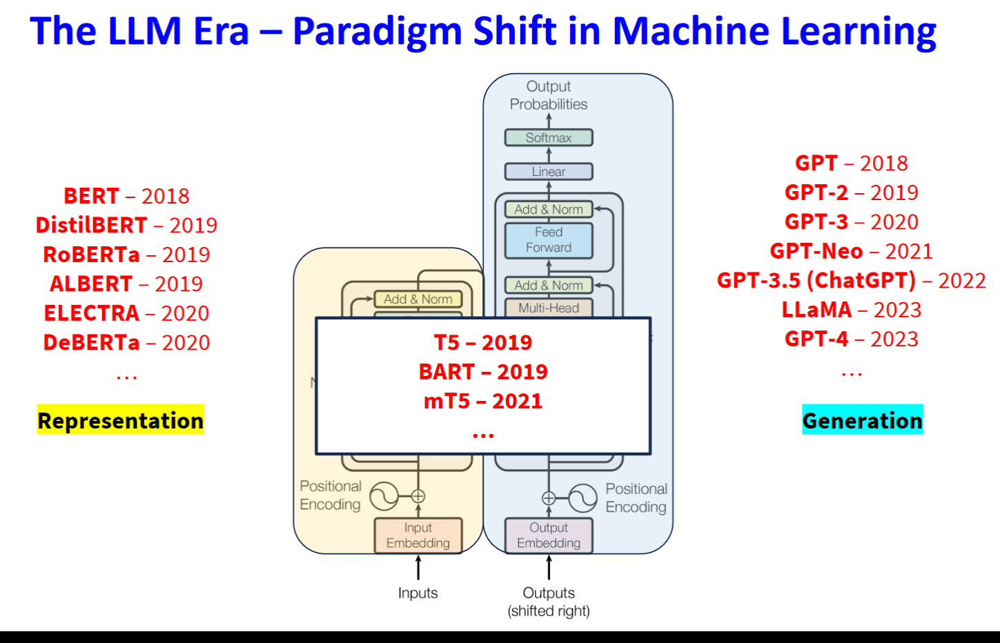 The LLM Era – Paradigm Shift in Machine Learning
BERT – 2018
DistilBERT – 2019
RoBERTa – 2019
ALBERT – 2019
ELECTRA – 2020
DeBERTa – 2020
...
Representation
Output
Probabilities
Softmax
Linear
Add & Norm
Feed
Forward
Add & Norm
Multi-Head
Add & Norm
T5 – 2019
BART – 2019
mT5 – 2021
...
Positional
Encoding
Input
Embedding
Inputs
Output
Embedding
Positional
Encoding
Outputs
(shifted right)
GPT – 2018
GPT-2 – 2019
GPT-3 – 2020
GPT-Neo – 2021
GPT-3.5 (ChatGPT) – 2022
LLaMA – 2023
GPT-4 – 2023
...
Generation